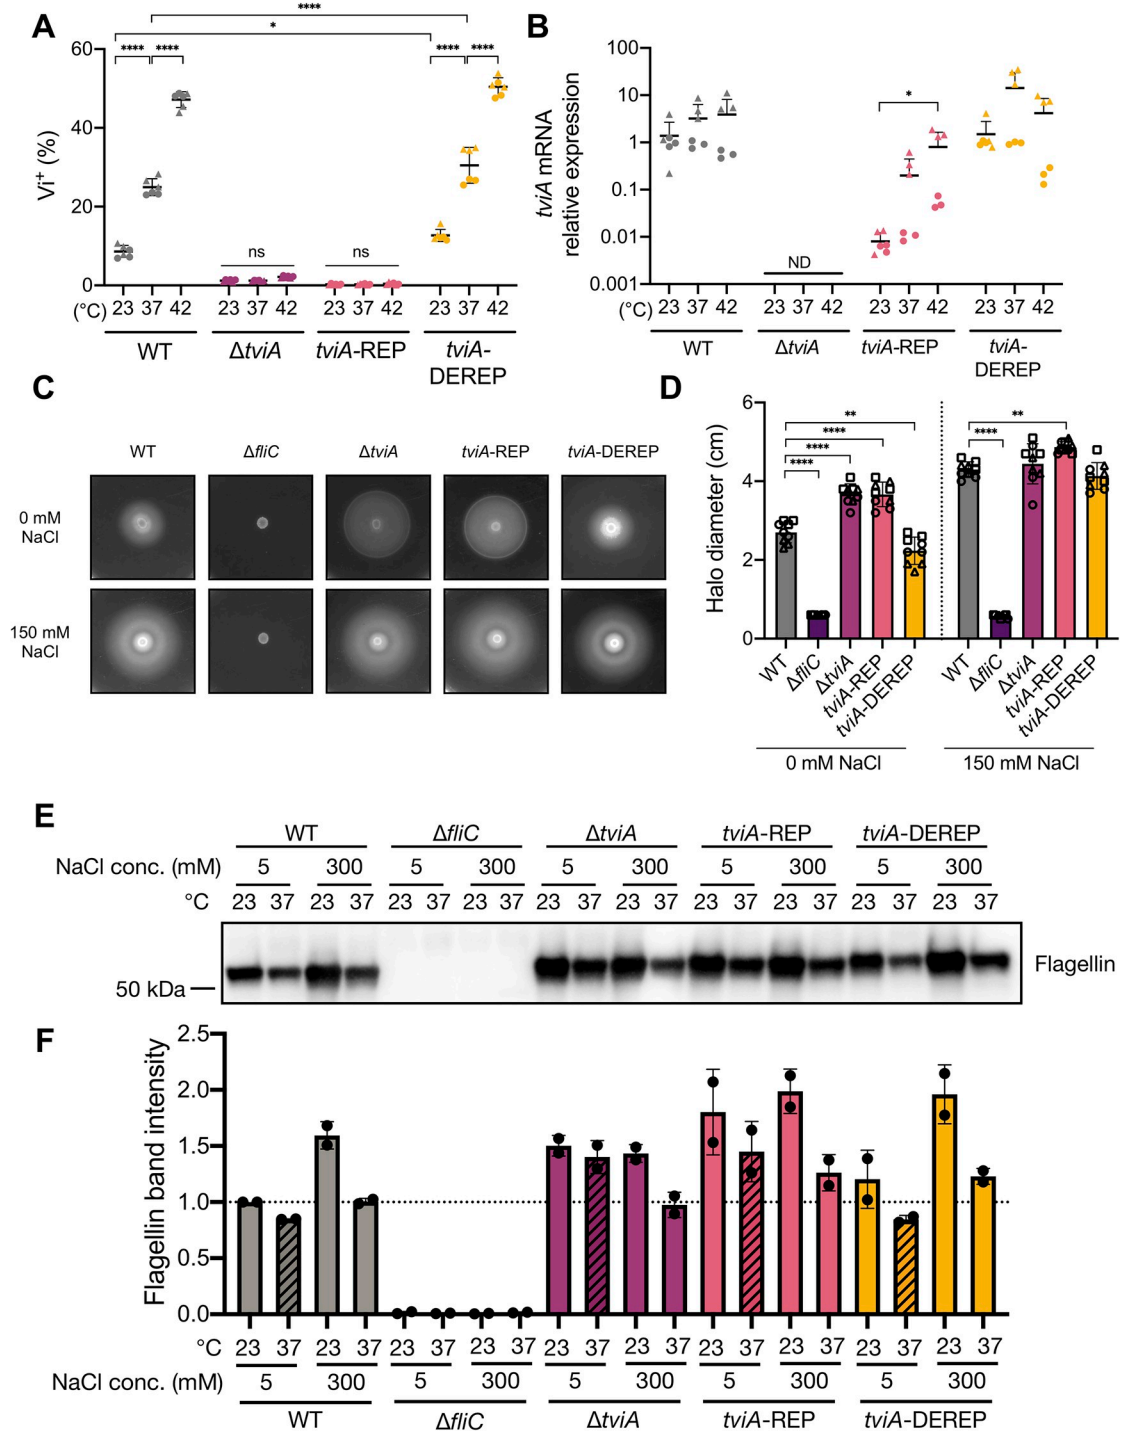 A
****
*
**** ****
**** ****
Vi+ (%)
60
40
20
0
ns
ns
(°C) 23 37 42 23 37 42 23 37 42 23 37 42
WT
ΔtviA
tviA-REP
tviA-
DEREP
B
tviA mRNA
relative expression
100
10
1
0.1
0.01
0.001
ND
*
(°C) 23 37 42 23 37 42 23 37 42 23 37 42
WT
ΔtviA
tviA-REP
tviA-
DEREP
C
WT ΔfliC ΔtviA tviA-REP tviA-DEREP
0 mM
NaCl
150 mM
NaCl
D
Halo diameter (cm)
6
4
2
0
**
****
****
****
**
****
WT ΔfliC ΔtviA tviA-REP tviA-DEREP
WT ΔfliC ΔtviA tviA-REP tviA-DEREP
0 mM NaCl
150 mM NaCl
E
WT ΔfliC ΔtviA tviA-REP tviA-DEREP
NaCl conc. (mM) 5 300 5 300 5 300 5 300 5 300
°C 23 37 23 37 23 37 23 37 23 37 23 37 23 37 23 37 23 37 23 37
50 kDa
Flagellin
F
Flagellin band intensity
2.5
2.0
1.5
1.0
0.5
0.0
°C 23 37 23 37 23 37 23 37 23 37 23 37 23 37 23 37 23 37 23 37
NaCl conc. (mM) 5 300 5 300 5 300 5 300 5 300
WT ΔfliC ΔtviA tviA-REP tviA-DEREP